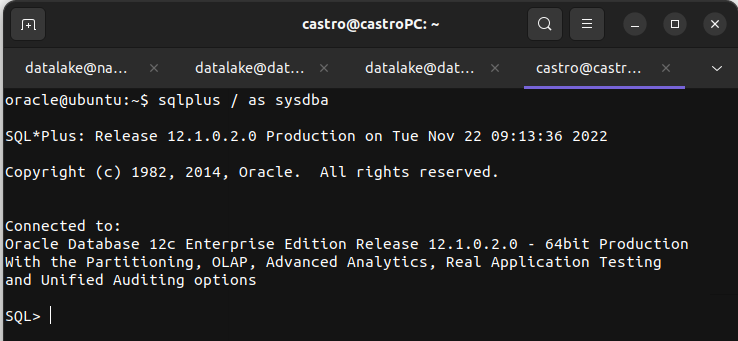 castro@castroPC: ~
datalake@na...
datalake@dat...
datalake@dat...
castro@castr...
oracle@ubuntu:~$ sqlplus / as sysdba
SQL*Plus: Release 12.1.0.2.0 Production on Tue Nov 22 09:13:36 2022
Copyright (c) 1982, 2014, Oracle.  All rights reserved.
Connected to:
Oracle Database 12c Enterprise Edition Release 12.1.0.2.0 - 64bit Production
With the Partitioning, OLAP, Advanced Analytics, Real Application Testing
and Unified Auditing options
SQL>